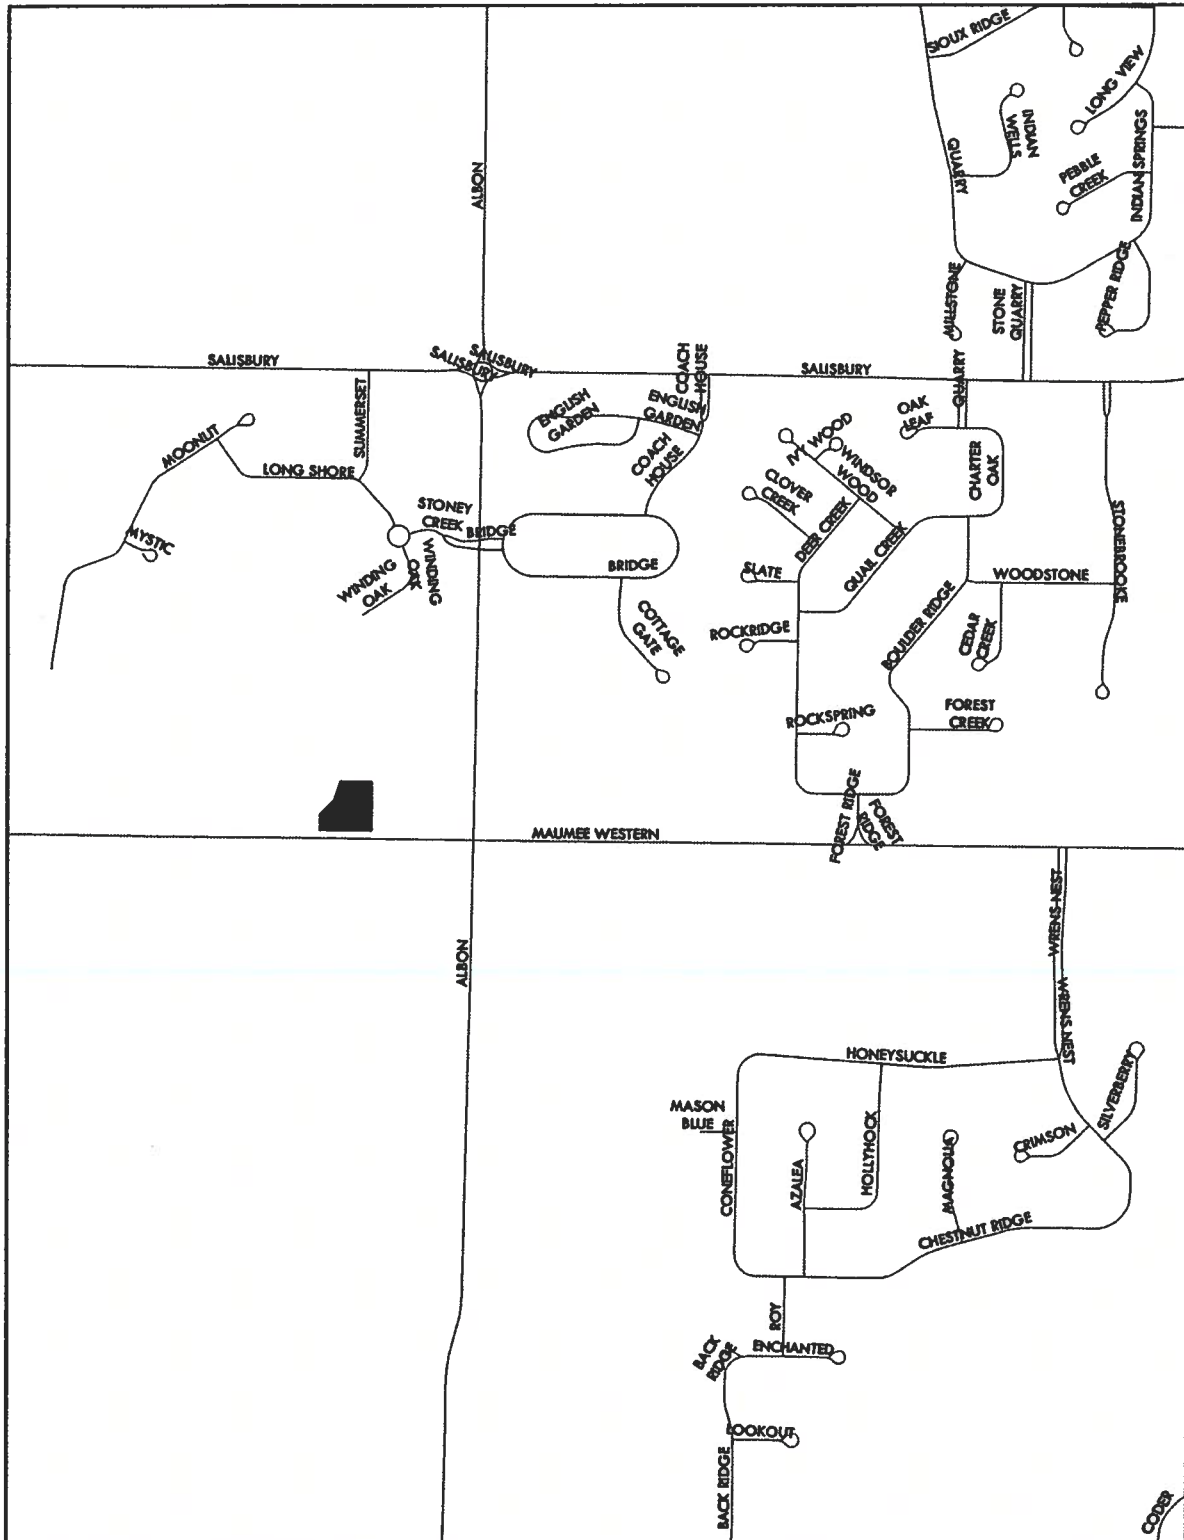 SIOUX RIDGE
LONG VIEW
INDIAN
WELLS
QUARRY
PEBBLE
CREEK
INDIAN SPRINGS
ALBON
PEPPER RIDGE
MILLSTONE
STONE
QUARRY
SALISBURY
SALISBURY
SALISBURY
COACH
HOUSE
SALISBURY
QUARRY
SUMMERSET
ENGLISH
GARDEN
ENGLISH
GARDEN
OAK
LEAF
MOONLIT
IVY WOOD
WINDSOR
WOOD
LONG SHORE
COACH
HOUSE
CLOVER
CREEK
CHARTER
OAK
STONEY
CREEK
BRIDGE
DEER CREEK
MYSTIC
QUAIL CREEK
STONEBROOKE
WINDING
OAK
WINDING
OAK
BRIDGE
SLATE
WOODSTONE
COTTAGE
GATE
ROCKRIDGE
BOULDER RIDGE
CEDAR
CREEK
ROCKSPRING
FOREST
CREEK
FOREST RIDGE
FOREST
RIDGE
MAUMEE WESTERN
WRENS NEST
ALBON
WRENS NEST
HONEYSUCKLE
SILVERBERRY
MASON
BLUE
CONEFLOWER
HOLLYHOCK
CRIMSON
AZALEA
MAGNOLIA
CHESTNUT RIDGE
ROY
BACK
RIDGE
ENCHANTED
LOOKOUT
BACK RIDGE
CODER